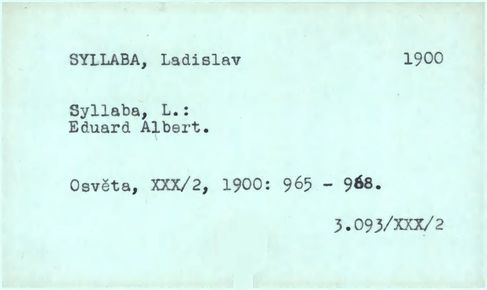 SYLLABA, Ladislav 1900
Syllaba, L.:
Eduard Albert.
Osvěta, XXX/2, 1900: 965 - 968.
3.093/XXX/2